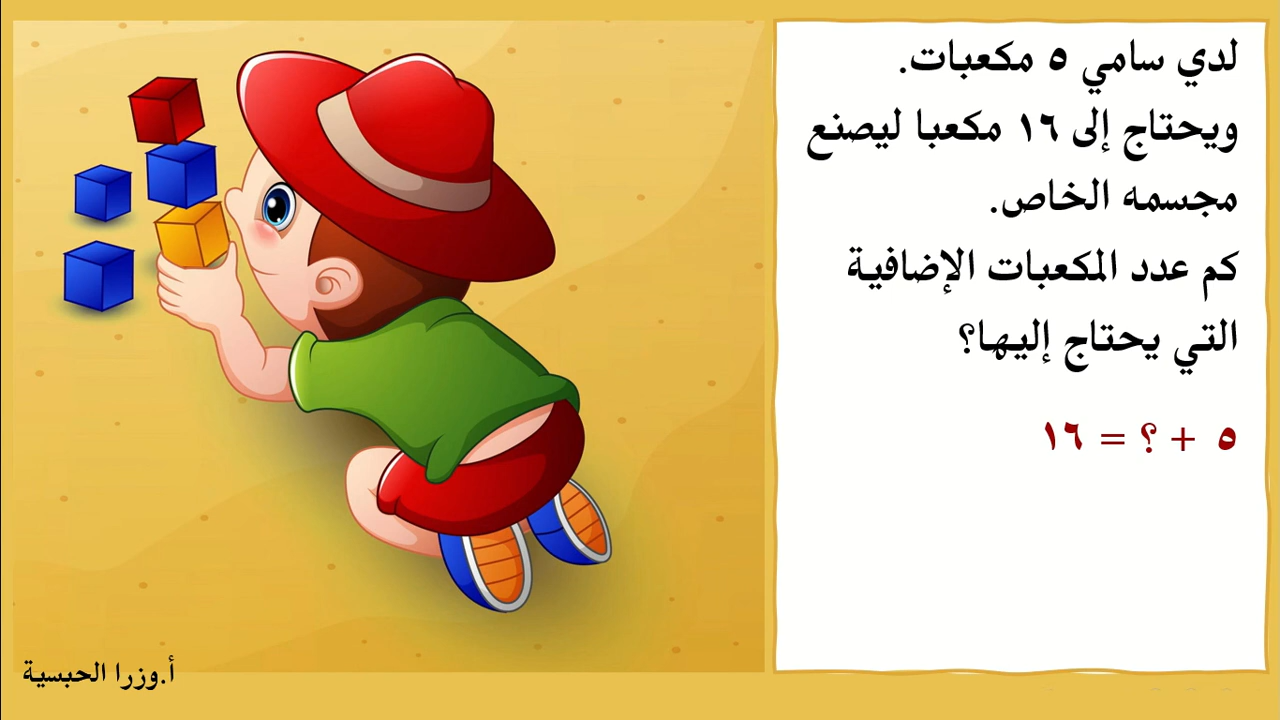 لدي سامي ٥ مكعبات.
ويحتاج إلى ١٦ مكعبا ليصنع
مجسمه الخاص.
كم عدد المكعبات الإضافية
التي يحتاج إليها؟
٥ + ؟ = ١٦
أ.وزرا الحبسية